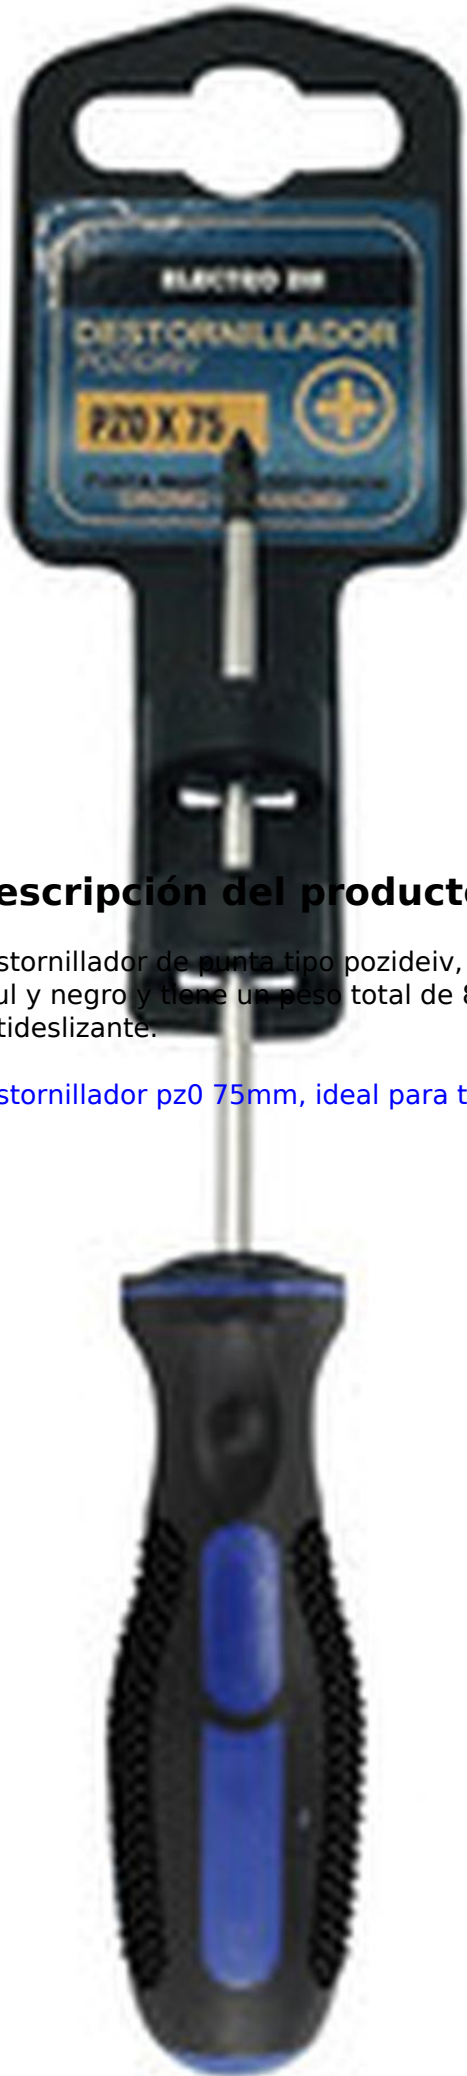 ELECTRO DH
DESTORNILLADOR
POZIDRIV
PZ0 X 75
escripción del producto
stornillador de punta tipo pozideiv,
ul y negro y tiene un peso total de 8
tideslizante.
stornillador pz0 75mm, ideal para t